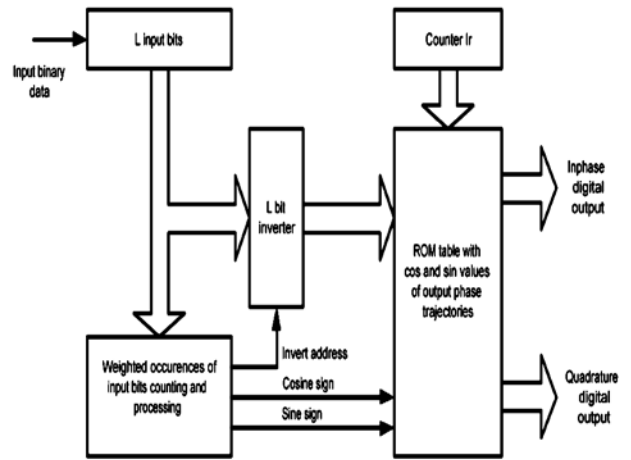 L input bits
Counter Ir
Input binary
data
L bit
inverter
Inphase
digital
output
ROM table with
cos and sin values
of output phase
trajectories
Invert address
Weighted occurences of
input bits counting and
processing
Cosine sign
Sine sign
Quadrature
digital
output